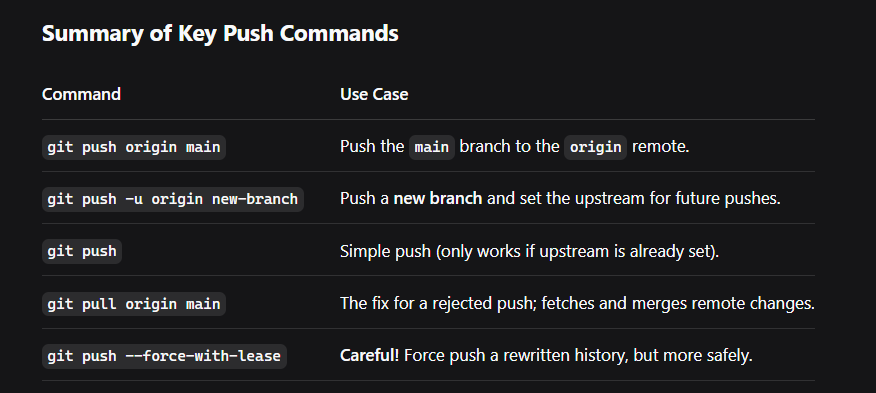 Summary of Key Push Commands
Command Use Case
git push origin main Push the main branch to the origin remote.
git push -u origin new-branch Push a new branch and set the upstream for future pushes.
git push Simple push (only works if upstream is already set).
git pull origin main The fix for a rejected push; fetches and merges remote changes.
git push --force-with-lease Careful! Force push a rewritten history, but more safely.